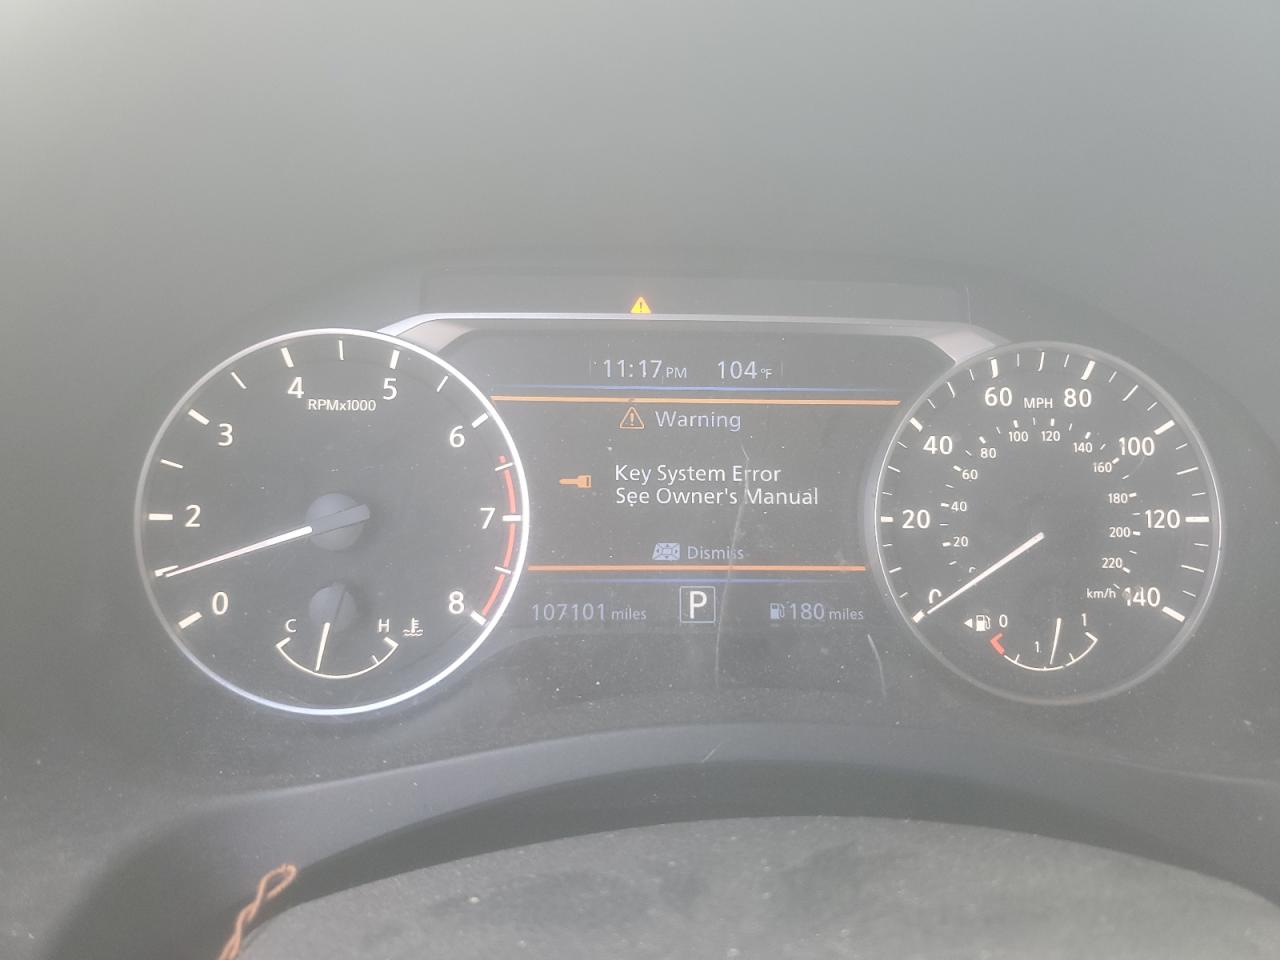 11:17 PM 104 °F
Warning
Key System Error
See Owner's Manual
Dismiss
107101 miles P 180 miles
0 2 3 4 5 6 7 8
RPMx1000
C H
0 20 40 60 80 100 120 140
MPH
20 40 60 80 100 120 140 160 180 200 220
km/h
0 1